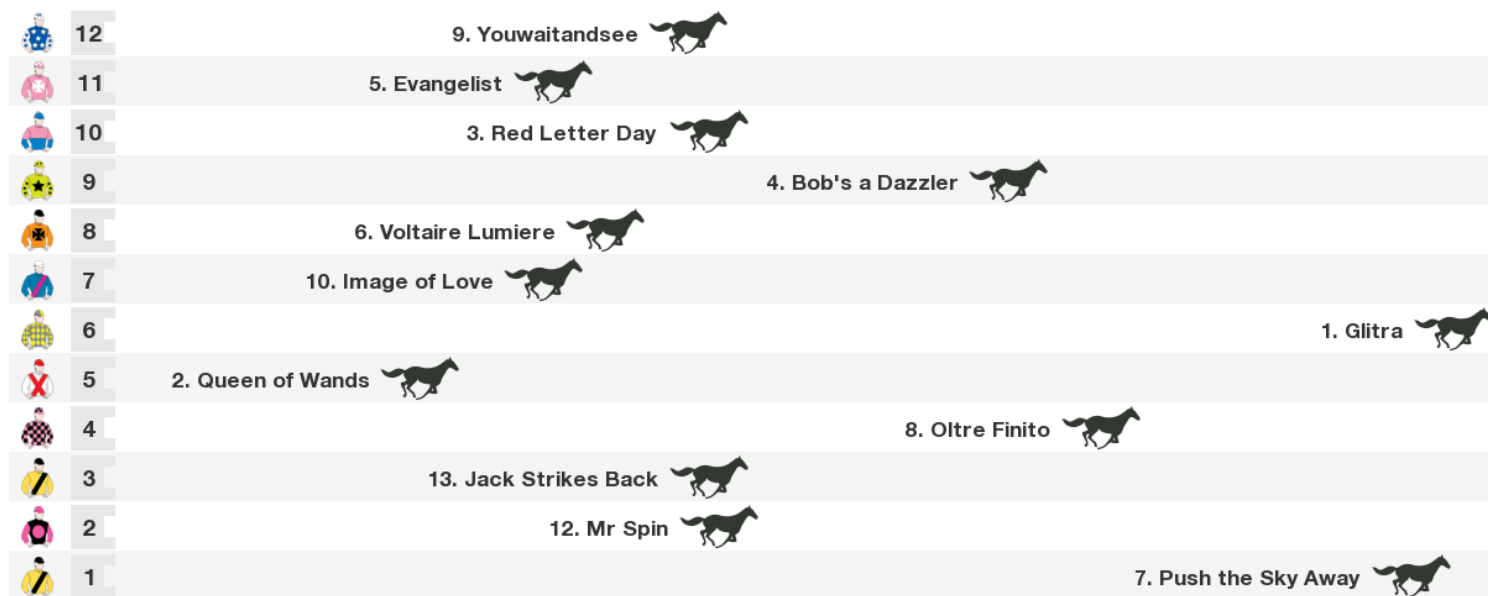 12 9. Youwaitandsee
11 5. Evangelist
10 3. Red Letter Day
9 4. Bob's a Dazzler
8 6. Voltaire Lumiere
7 10. Image of Love
6 1. Glitra
5 2. Queen of Wands
4 8. Oltre Finito
3 13. Jack Strikes Back
2 12. Mr Spin
1 7. Push the Sky Away